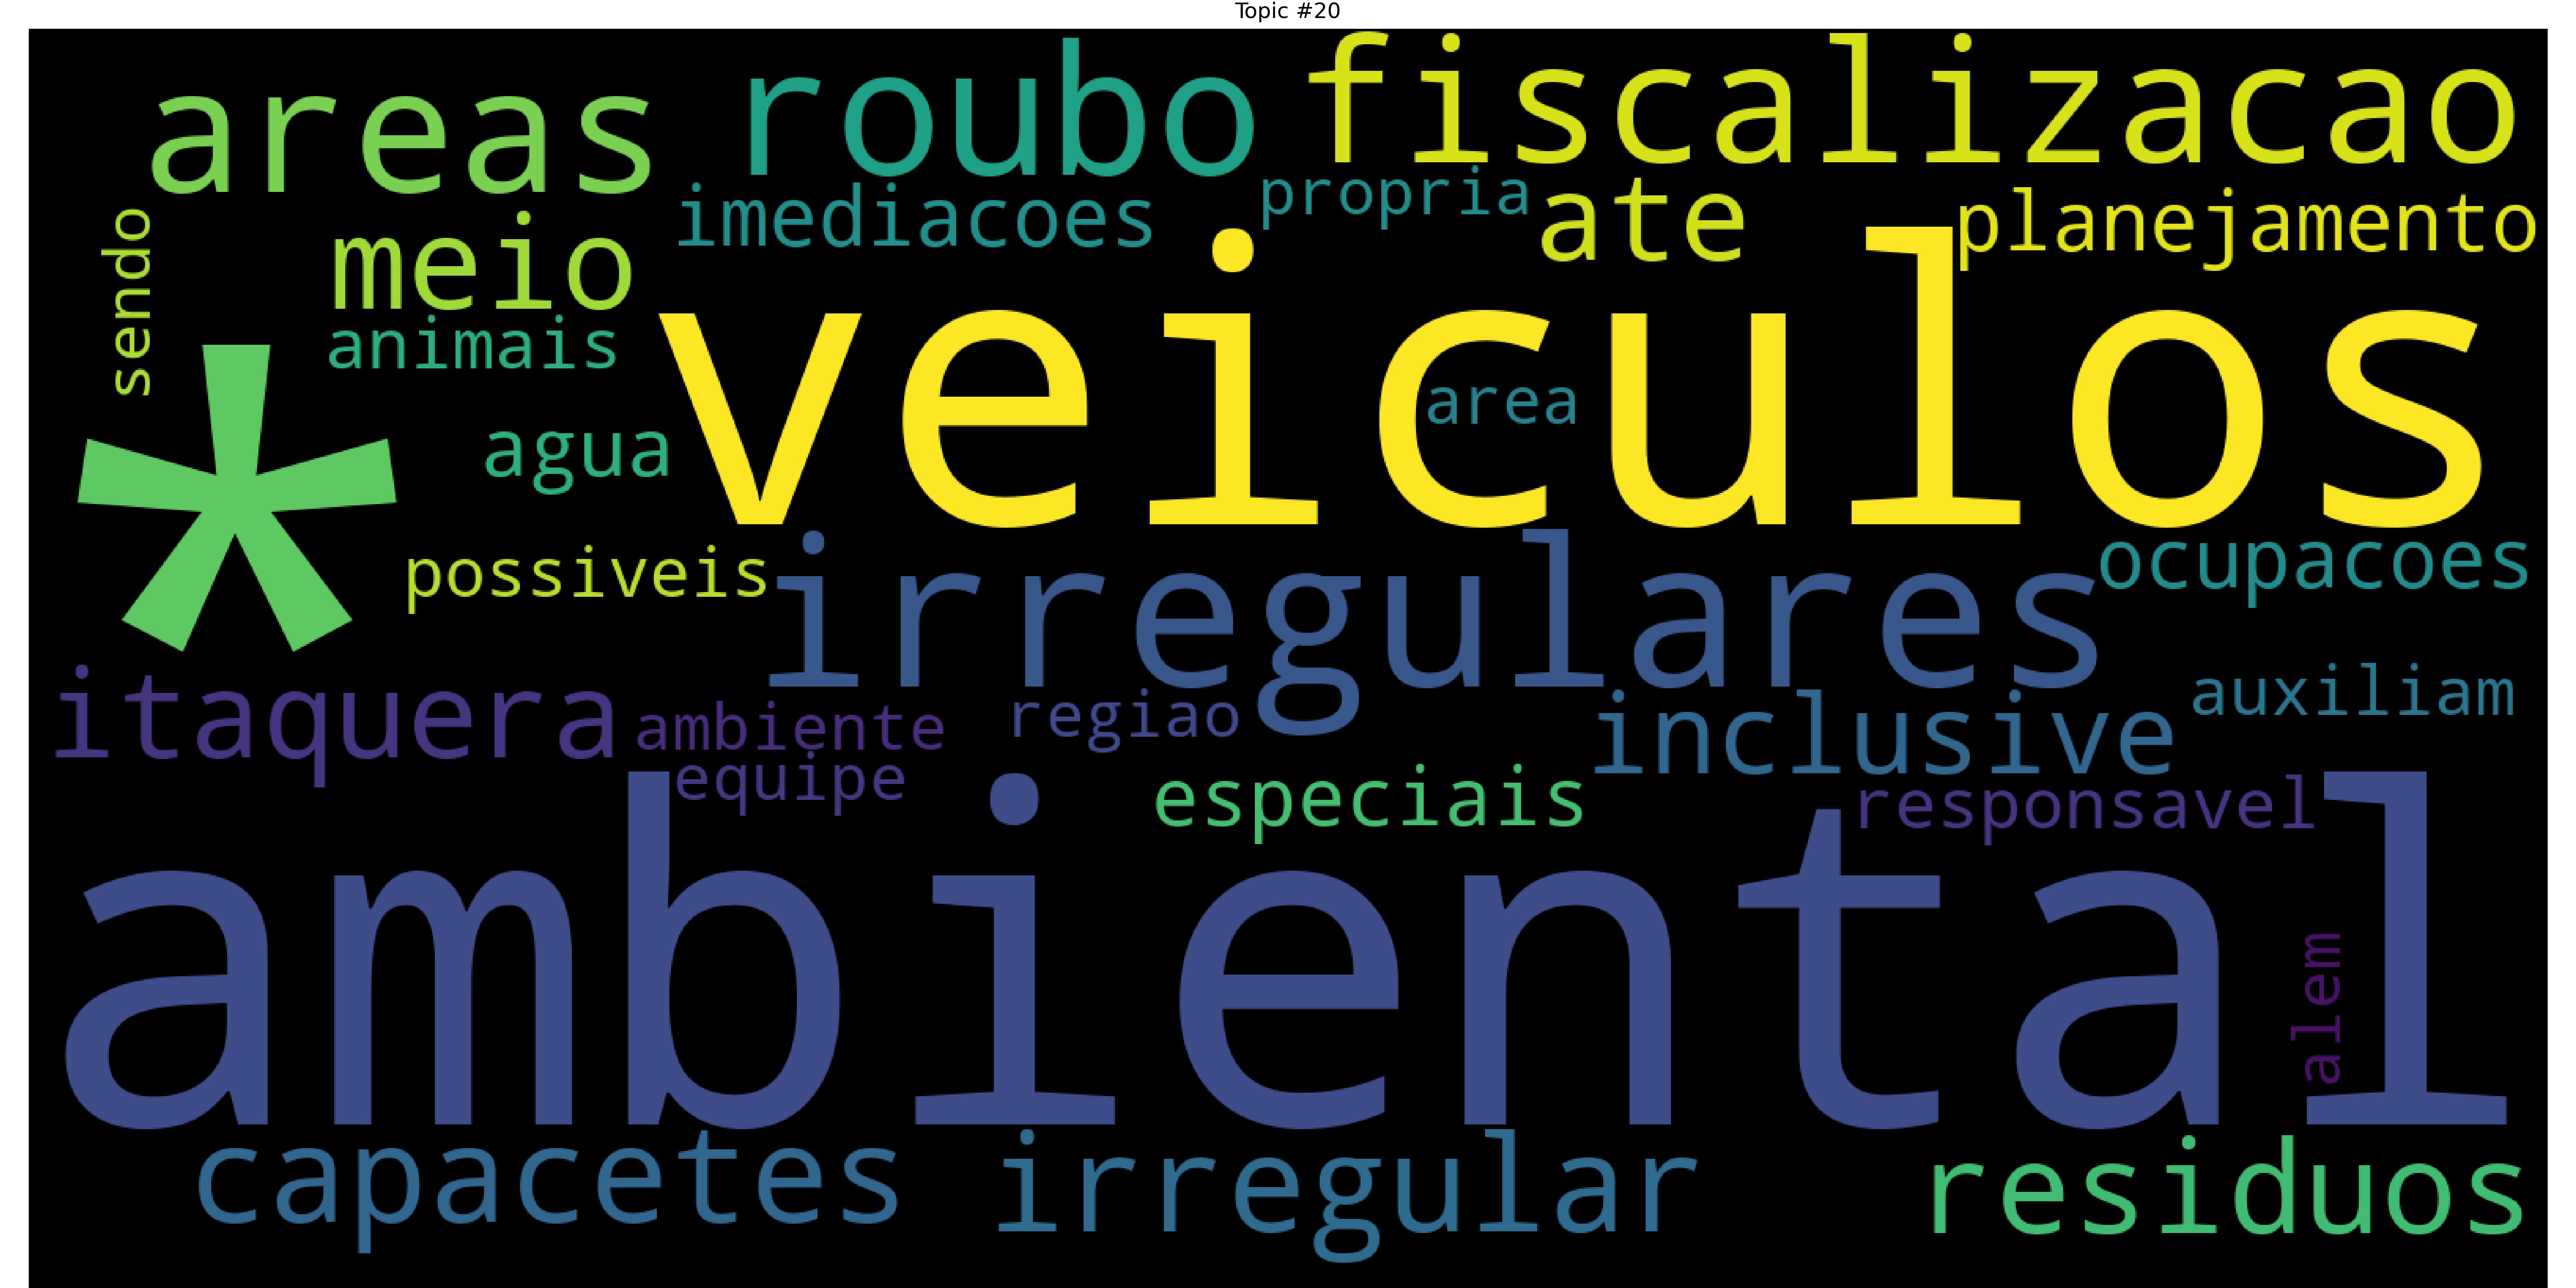 Topic #20
areas
roubo
fiscalizacao
imediacoes
propria
ate
planejamento
sendo
meio
animais
veiculos
area
agua
*
possiveis
irregulares
ocupacoes
itaquera
ambiente
regiao
inclusive
auxiliam
equipe
especiais
responsavel
ambiental
alem
capacetes
irregular
residuos